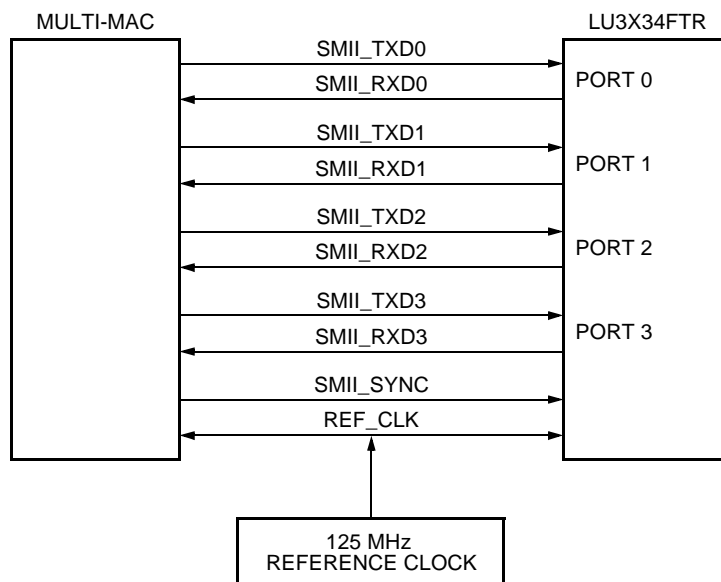 MULTI-MAC
LU3X34FTR
SMII_TXD0
SMII_RXD0
PORT 0
SMII_TXD1
SMII_RXD1
PORT 1
SMII_TXD2
SMII_RXD2
PORT 2
SMII_TXD3
SMII_RXD3
PORT 3
SMII_SYNC
REF_CLK
125 MHz
REFERENCE CLOCK